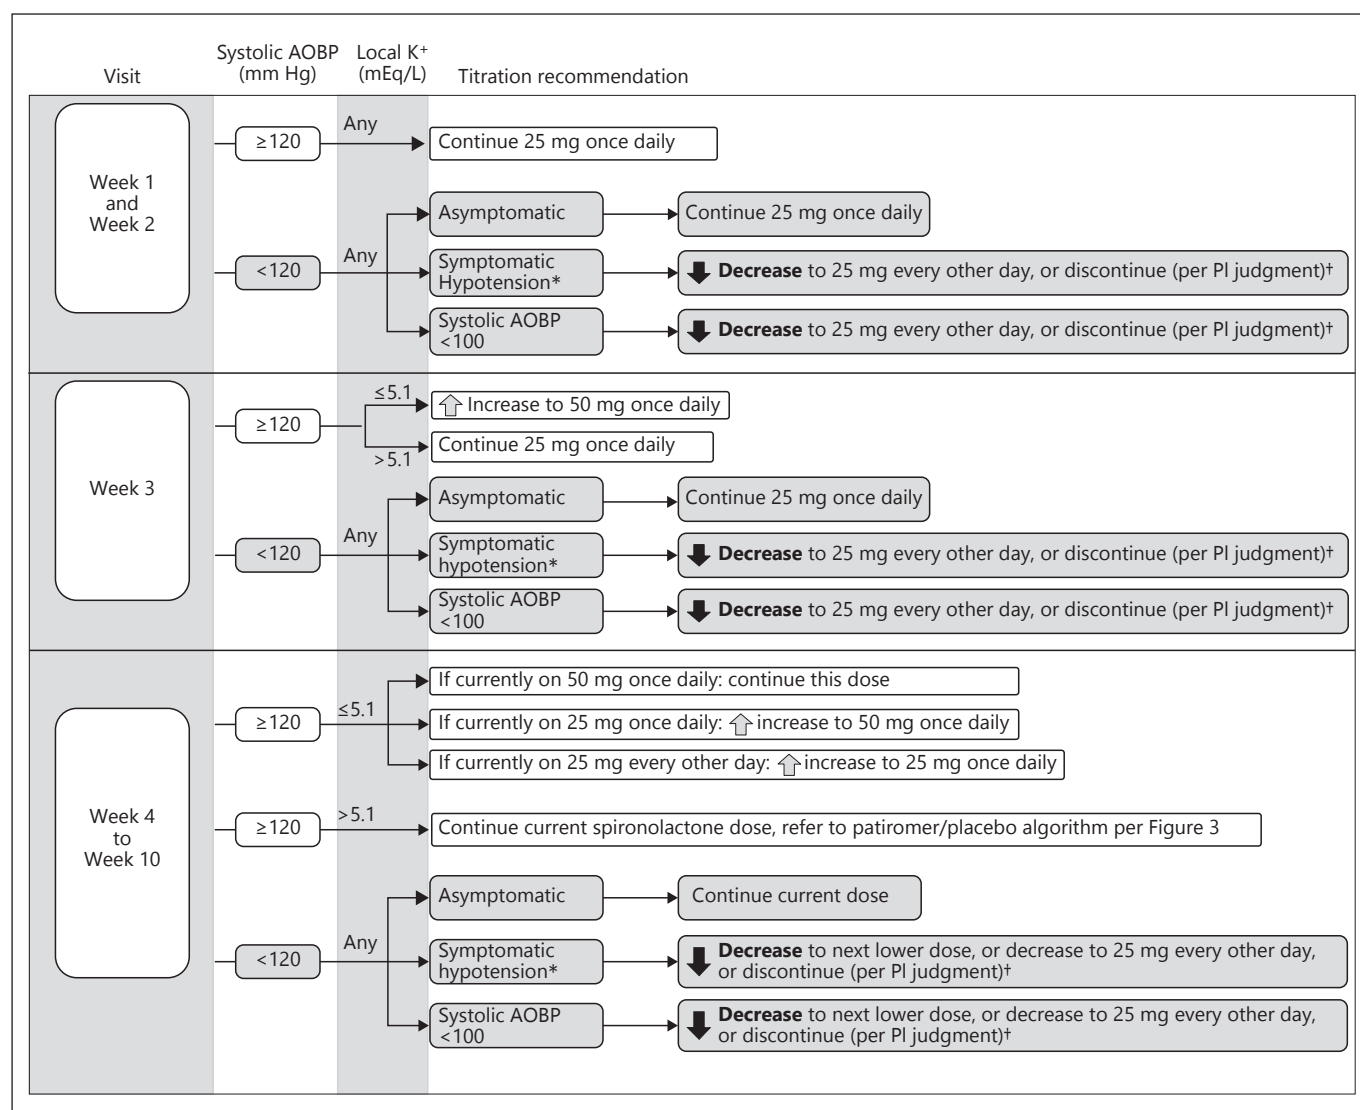 Visit
Systolic AOBP
(mm Hg)
Local K+
(mEq/L)
Titration recommendation
Week 1
and
Week 2
≥120
Any
Continue 25 mg once daily
<120
Any
Asymptomatic
Continue 25 mg once daily
Symptomatic
Hypotension*
Decrease to 25 mg every other day, or discontinue (per PI judgment)†
Systolic AOBP
<100
Decrease to 25 mg every other day, or discontinue (per PI judgment)†
Week 3
≥120
≤5.1
Increase to 50 mg once daily
>5.1
Continue 25 mg once daily
<120
Any
Asymptomatic
Continue 25 mg once daily
Symptomatic
hypotension*
Decrease to 25 mg every other day, or discontinue (per PI judgment)†
Systolic AOBP
<100
Decrease to 25 mg every other day, or discontinue (per PI judgment)†
Week 4
to
Week 10
≥120
≤5.1
If currently on 50 mg once daily: continue this dose
If currently on 25 mg once daily: increase to 50 mg once daily
If currently on 25 mg every other day: increase to 25 mg once daily
≥120
>5.1
Continue current spironolactone dose, refer to patiromer/placebo algorithm per Figure 3
<120
Any
Asymptomatic
Continue current dose
Symptomatic
hypotension*
Decrease to next lower dose, or decrease to 25 mg every other day,
or discontinue (per PI judgment)†
Systolic AOBP
<100
Decrease to next lower dose, or decrease to 25 mg every other day,
or discontinue (per PI judgment)†